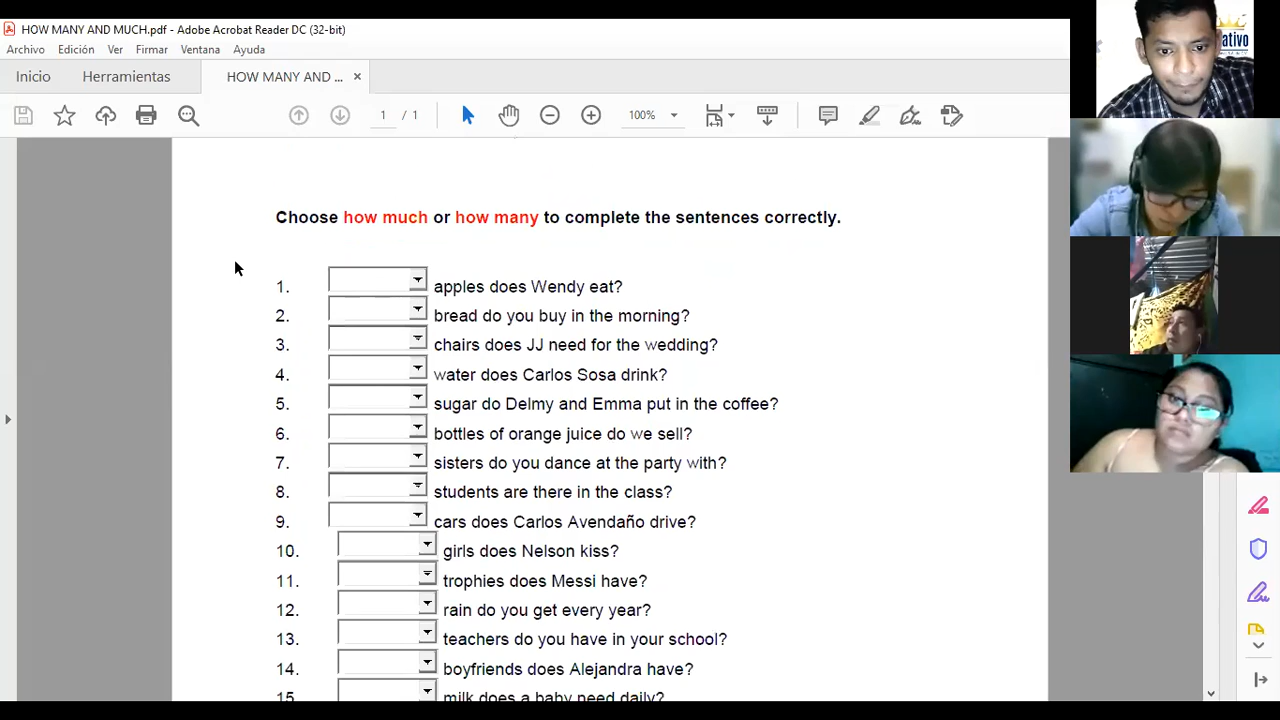 HOW MANY AND MUCH.pdf - Adobe Acrobat Reader DC (32-bit)
Archivo Edición Ver Firmar Ventana Ayuda
Inicio Herramientas HOW MANY AND ... ×
1 / 1 100%
ativo
Choose how much or how many to complete the sentences correctly.
1. apples does Wendy eat?
2. bread do you buy in the morning?
3. chairs does JJ need for the wedding?
4. water does Carlos Sosa drink?
5. sugar do Delmy and Emma put in the coffee?
6. bottles of orange juice do we sell?
7. sisters do you dance at the party with?
8. students are there in the class?
9. cars does Carlos Avendaño drive?
10. girls does Nelson kiss?
11. trophies does Messi have?
12. rain do you get every year?
13. teachers do you have in your school?
14. boyfriends does Alejandra have?
15 milk does a baby need daily?